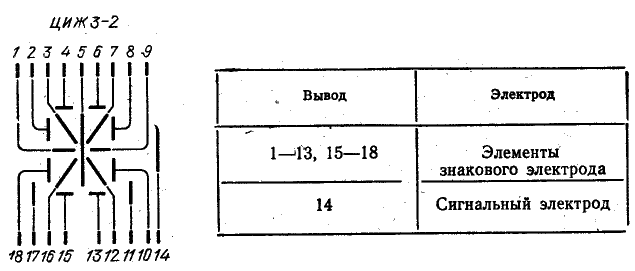 ЦИЖ3-2
1 2 3 4 5 6 7 8 9
18 17 16 15 13 12 11 10 14
Вывод Электрод
1—13, 15—18 Элементы знакового электрода
14 Сигнальный электрод